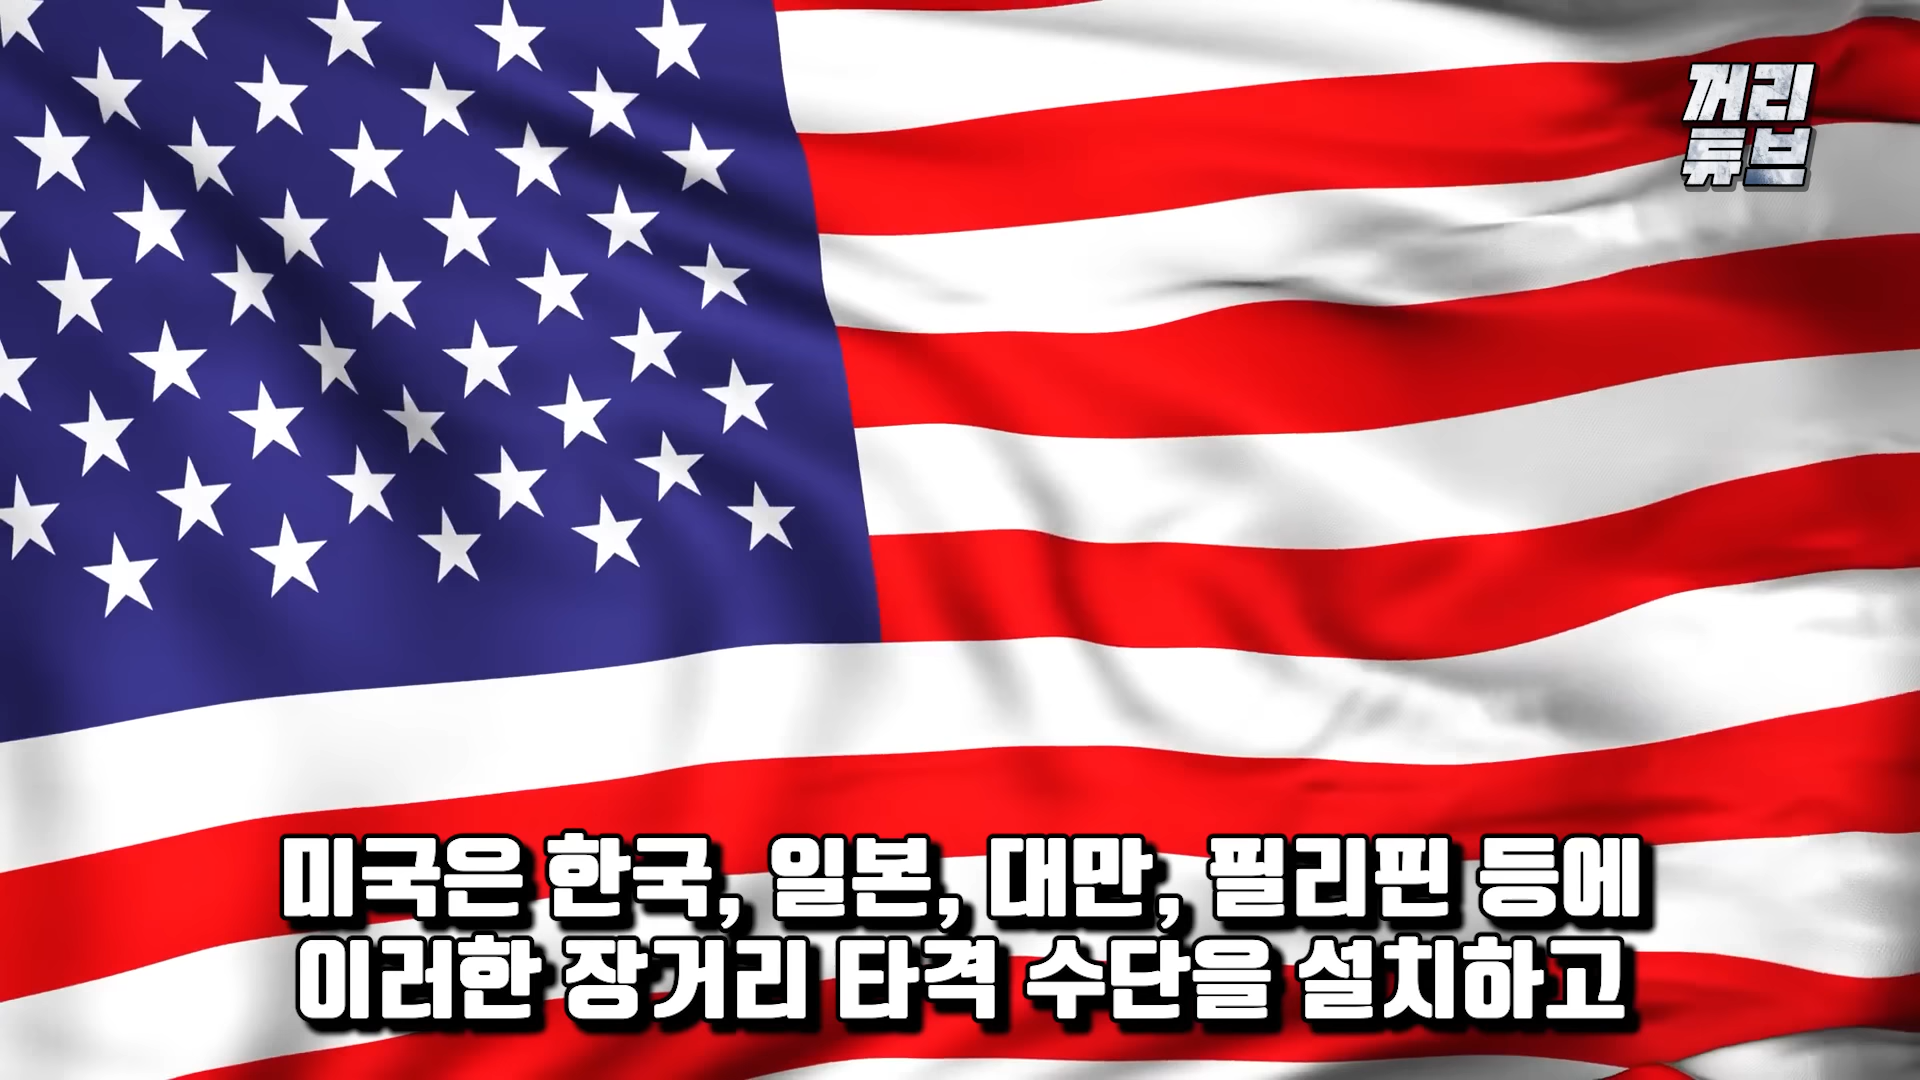 꺼리
튜브
미국은 한국, 일본, 대만, 필리핀 등에
이러한 장거리 타격 수단을 설치하고